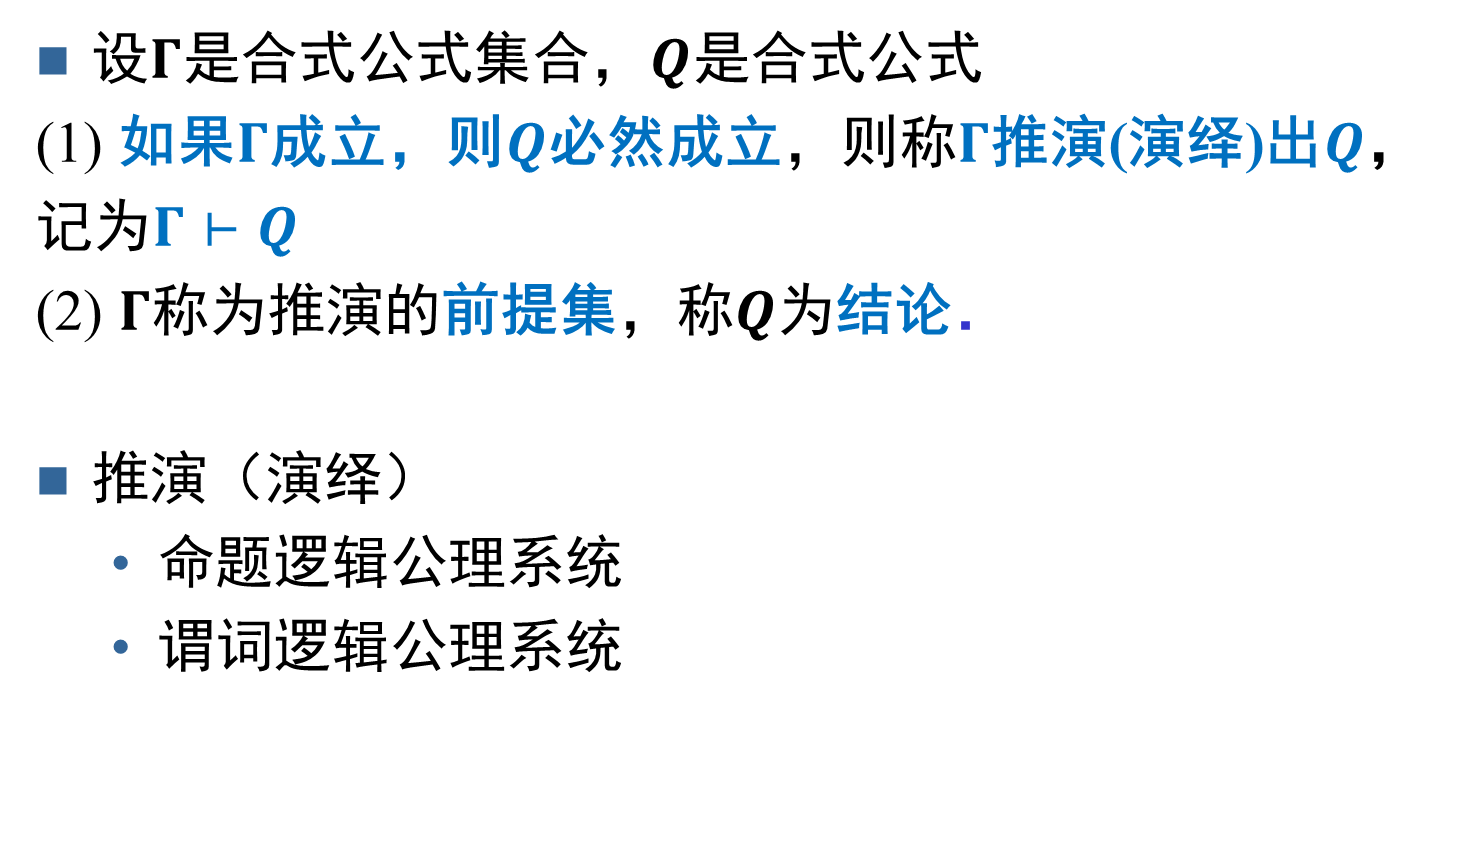 ■ 设Γ是合式公式集合，Q是合式公式
(1) 如果Γ成立，则Q必然成立，则称Γ推演(演绎)出Q，
记为Γ ⊢ Q
(2) Γ称为推演的前提集，称Q为结论.
■ 推演（演绎）
• 命题逻辑公理系统
• 谓词逻辑公理系统